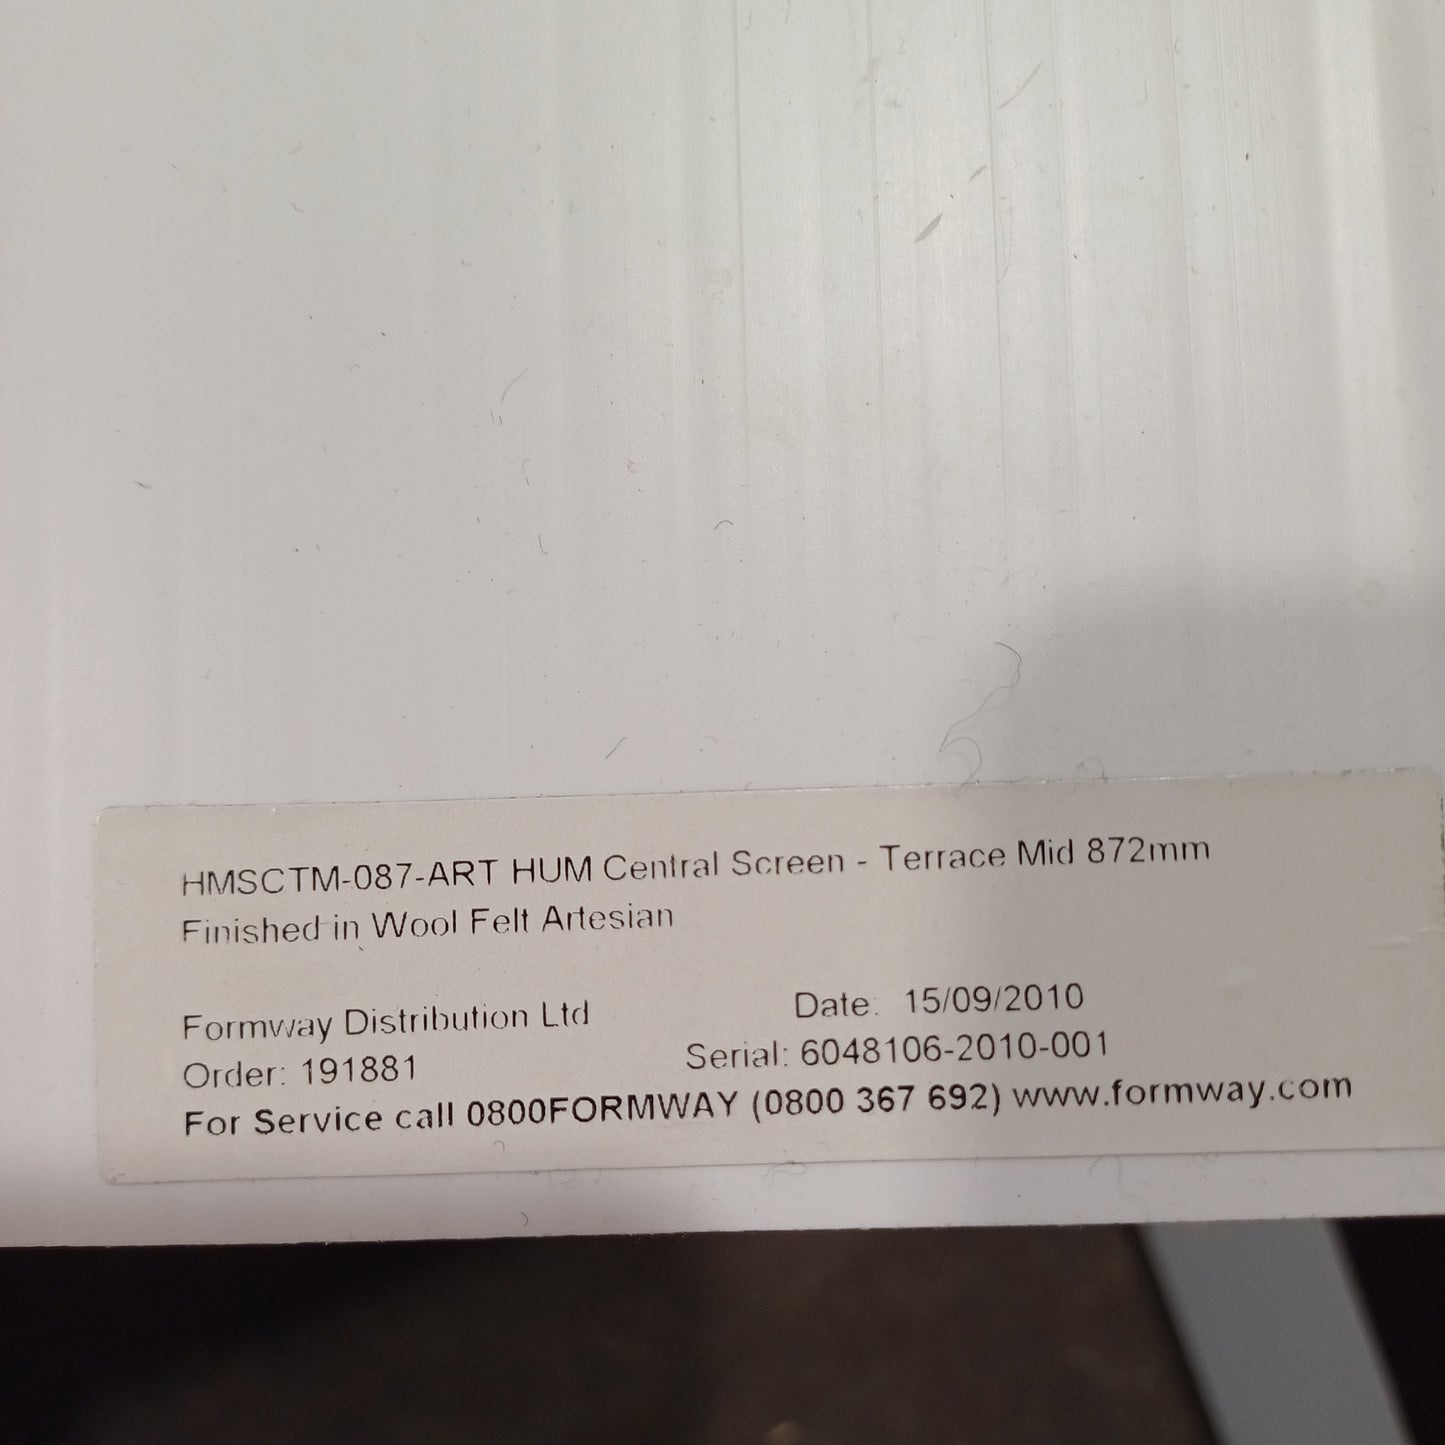 HMSCTM-087-ART HUM Central Screen - Terrace Mid 872mm
Finished in Wool Felt Artesian
Formway Distribution Ltd Date: 15/09/2010
Order: 191881 Serial: 6048106-2010-001
For Service call 0800FORMWAY (0800 367 692) www.formway.com